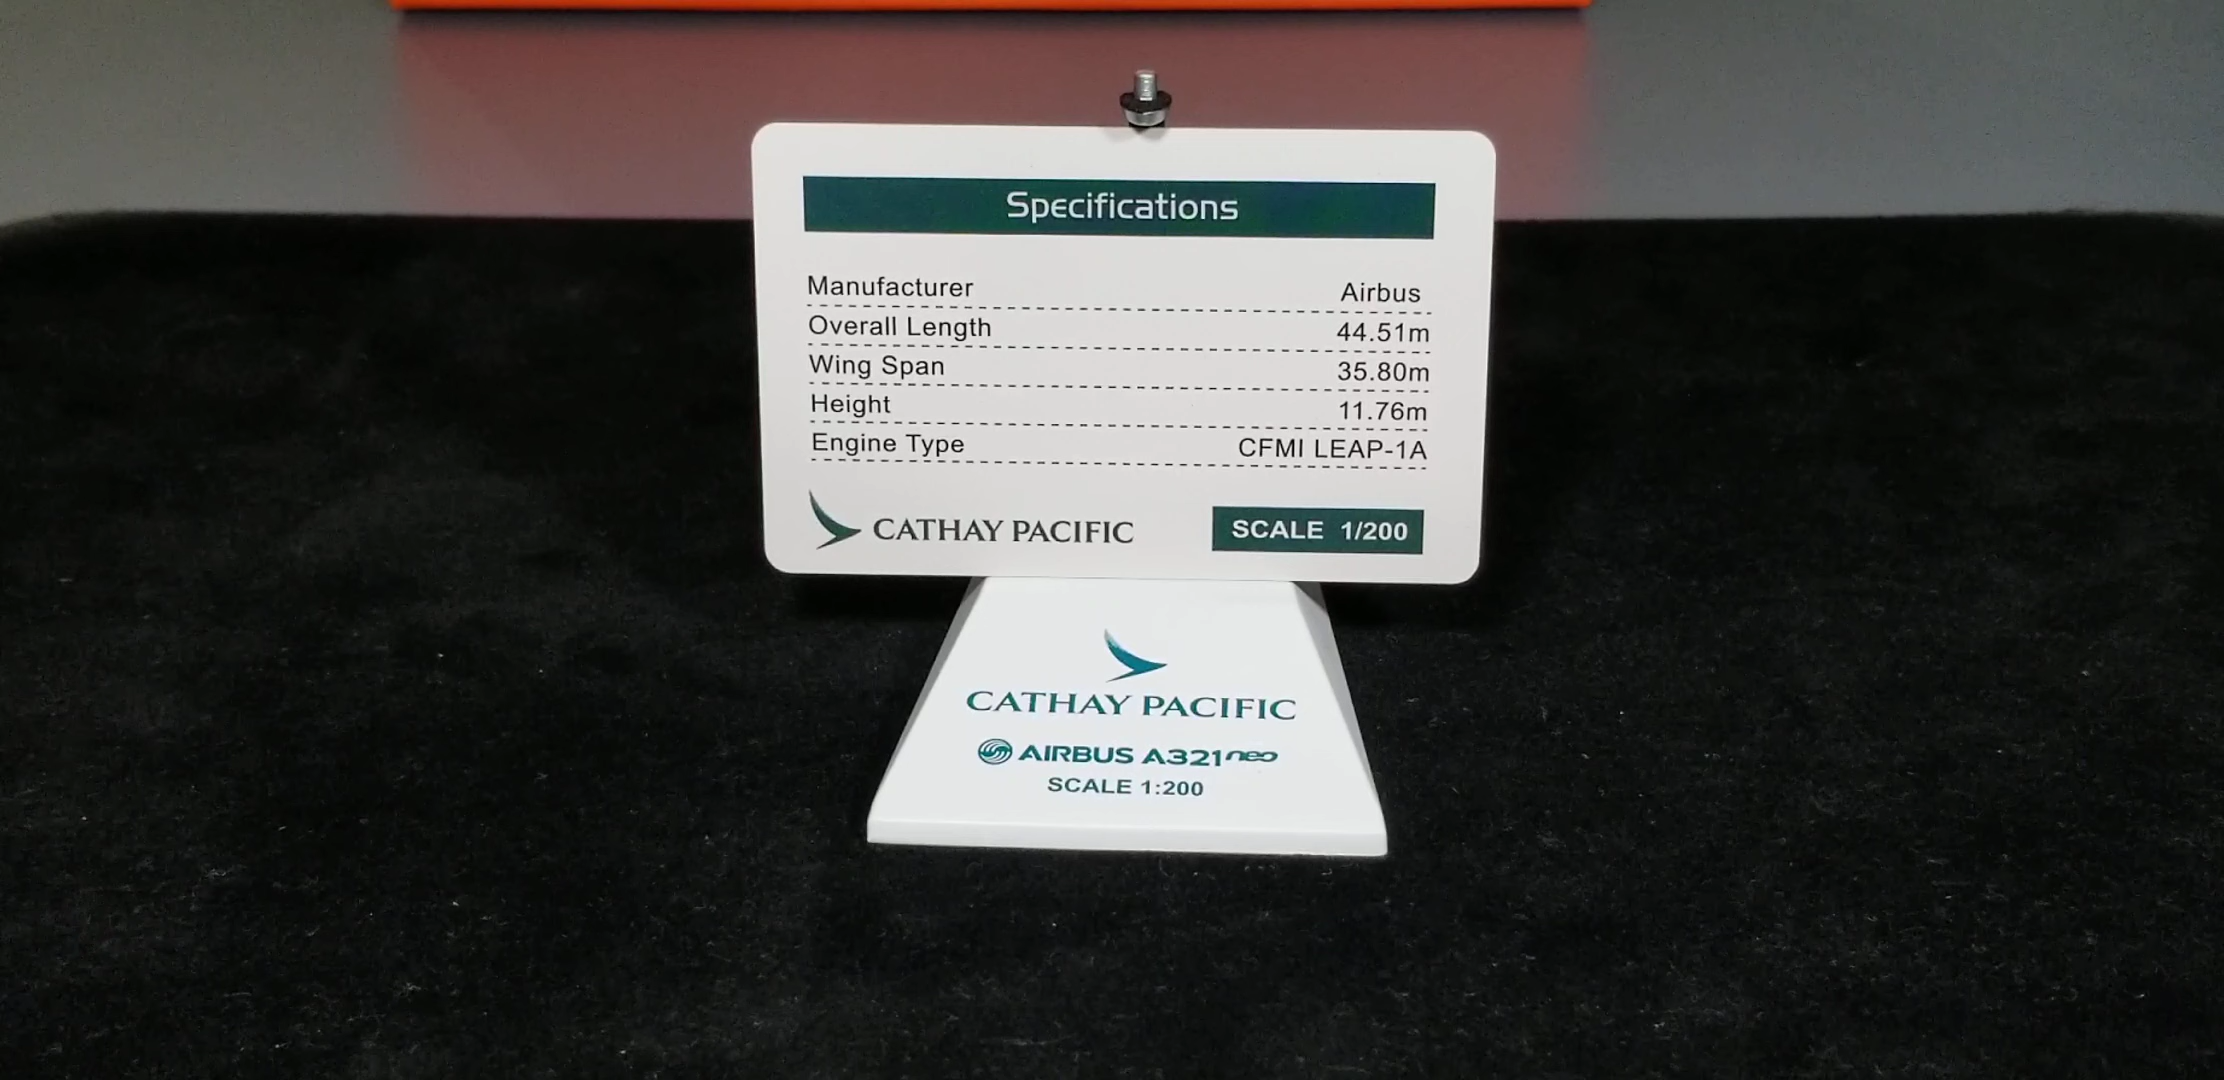 Specifications
Manufacturer Airbus
Overall Length 44.51m
Wing Span 35.80m
Height 11.76m
Engine Type CFMI LEAP-1A
CATHAY PACIFIC SCALE 1/200
CATHAY PACIFIC
AIRBUS A321neo
SCALE 1:200